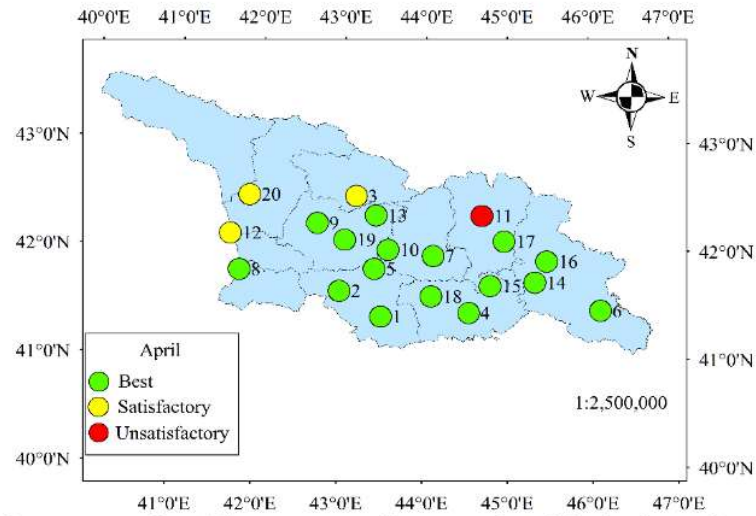 40°0'E 41°0'E 42°0'E 43°0'E 44°0'E 45°0'E 46°0'E 47°0'E
N
W E
S
43°0'N 43°0'N
20 3
13 11
12 9
19 17
42°0'N 10 42°0'N
7 16
8 5
14
2 15
18
1 4 6
41°0'N 41°0'N
April
Best
Satisfactory 1:2,500,000
Unsatisfactory
40°0'N 40°0'N
41°0'E 42°0'E 43°0'E 44°0'E 45°0'E 46°0'E 47°0'E